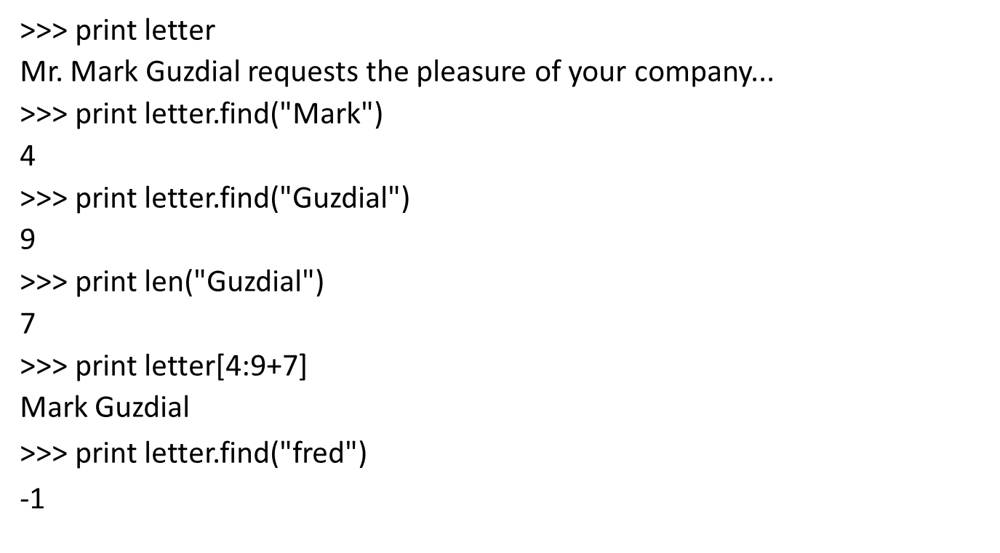 >>> print letter
Mr. Mark Guzdial requests the pleasure of your company...
>>> print letter.find("Mark")
4
>>> print letter.find("Guzdial")
9
>>> print len("Guzdial")
7
>>> print letter[4:9+7]
Mark Guzdial
>>> print letter.find("fred")
-1